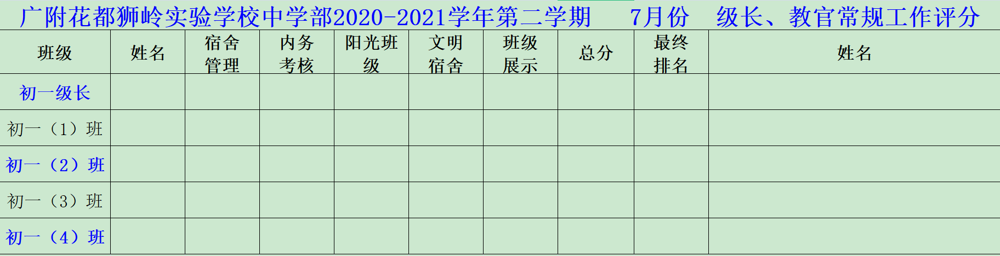 广附花都狮岭实验学校中学部2020-2021学年第二学期 7月份 级长、教官常规工作评分
班级 姓名 宿舍管理 内务考核 阳光班级 文明宿舍 班级展示 总分 最终排名 姓名
初一级长
初一（1）班
初一（2）班
初一（3）班
初一（4）班